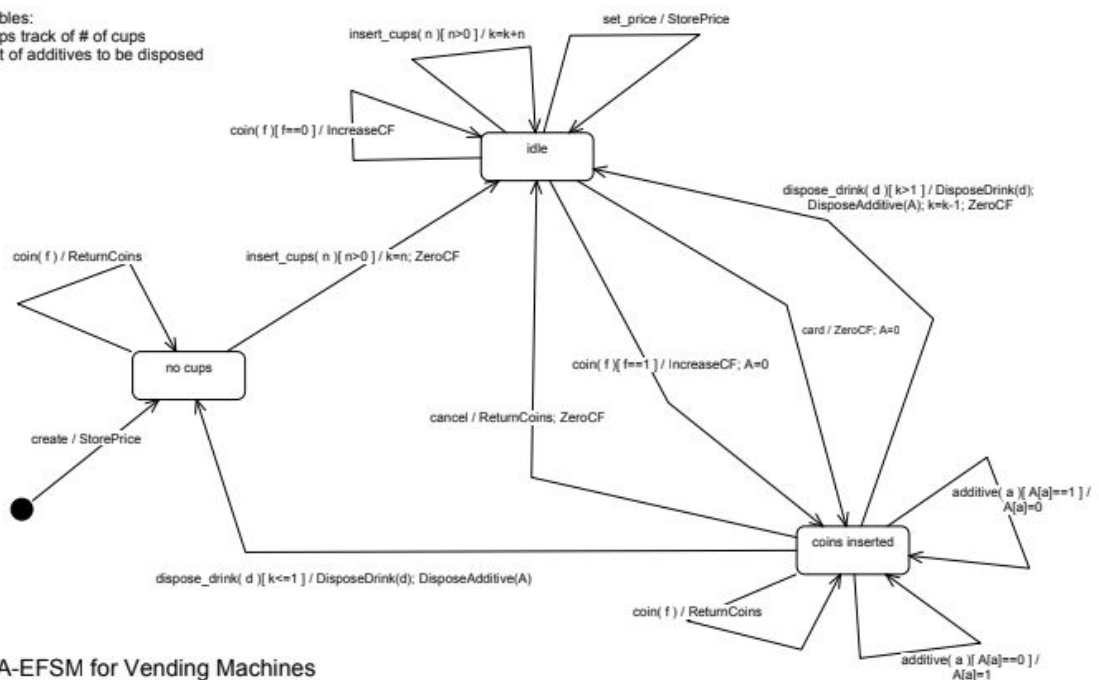 bles:
ps track of # of cups
t of additives to be disposed
set_price / StorePrice
insert_cups( n )[ n>0 ] / k=k+n
coin( f )[ f==0 ] / IncreaseCF
idle
dispose_drink( d )[ k>1 ] / DisposeDrink(d);
DisposeAdditive(A); k=k-1; ZeroCF
coin( f ) / ReturnCoins
insert_cups( n )[ n>0 ] / k=n; ZeroCF
card / ZeroCF; A=0
no cups
coin( f )[ f==1 ] / IncreaseCF; A=0
cancel / ReturnCoins; ZeroCF
create / StorePrice
additive( a )[ A[a]==1 ] /
A[a]=0
coins inserted
dispose_drink( d )[ k<=1 ] / DisposeDrink(d); DisposeAdditive(A)
coin( f ) / ReturnCoins
additive( a )[ A[a]==0 ] /
A[a]=1
A-EFSM for Vending Machines